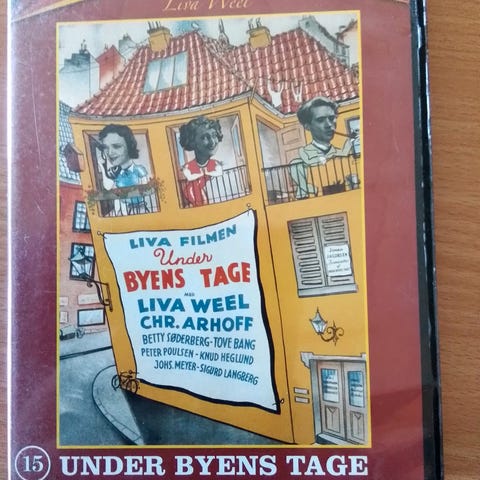 Liva Weel
LIVA FILMEN
Under
BYENS TAGE
MED
LIVA WEEL
CHR. ARHOFF
BETTY SØDERBERG-TOVE BANG
PETER POULSEN - KNUD HEGLUND
JOHS. MEYER-SIGURD LANGBERG
15 UNDER BYENS TAGE